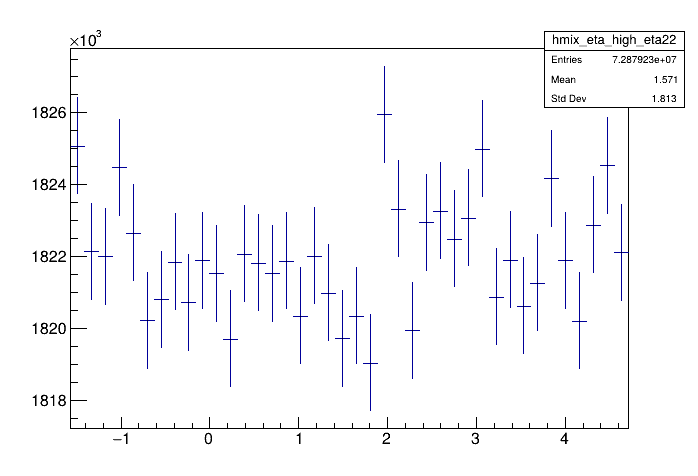 ×10³
hmix_eta_high_eta22
Entries 7.287923e+07
Mean 1.571
Std Dev 1.813
1826
1824
1822
1820
1818
−1 0 1 2 3 4